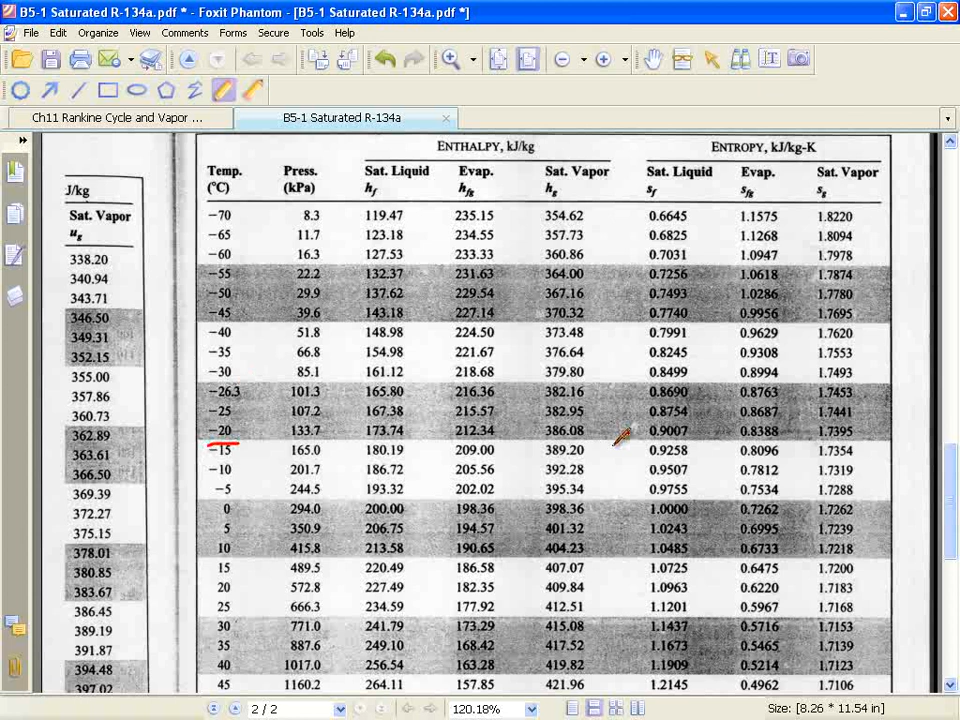 B5-1 Saturated R-134a.pdf * - Foxit Phantom - [B5-1 Saturated R-134a.pdf *]
File Edit Organize View Comments Forms Secure Tools Help
Ch11 Rankine Cycle and Vapor ... B5-1 Saturated R-134a
J/kg
Sat. Vapor
ug
338.20
340.94
343.71
346.50
349.31
352.15
355.00
357.86
360.73
362.89
363.61
366.50
369.39
372.27
375.15
378.01
380.85
383.67
386.45
389.19
391.87
394.48
397.02
ENTHALPY, kJ/kg ENTROPY, kJ/kg-K
Temp. Press. Sat. Liquid Evap. Sat. Vapor Sat. Liquid Evap. Sat. Vapor
(°C) (kPa) hf hfg hg sf sfg sg
−70 8.3 119.47 235.15 354.62 0.6645 1.1575 1.8220
−65 11.7 123.18 234.55 357.73 0.6825 1.1268 1.8094
−60 16.3 127.53 233.33 360.86 0.7031 1.0947 1.7978
−55 22.2 132.37 231.63 364.00 0.7256 1.0618 1.7874
−50 29.9 137.62 229.54 367.16 0.7493 1.0286 1.7780
−45 39.6 143.18 227.14 370.32 0.7740 0.9956 1.7695
−40 51.8 148.98 224.50 373.48 0.7991 0.9629 1.7620
−35 66.8 154.98 221.67 376.64 0.8245 0.9308 1.7553
−30 85.1 161.12 218.68 379.80 0.8499 0.8994 1.7493
−26.3 101.3 165.80 216.36 382.16 0.8690 0.8763 1.7453
−25 107.2 167.38 215.57 382.95 0.8754 0.8687 1.7441
−20 133.7 173.74 212.34 386.08 0.9007 0.8388 1.7395
−15 165.0 180.19 209.00 389.20 0.9258 0.8096 1.7354
−10 201.7 186.72 205.56 392.28 0.9507 0.7812 1.7319
−5 244.5 193.32 202.02 395.34 0.9755 0.7534 1.7288
0 294.0 200.00 198.36 398.36 1.0000 0.7262 1.7262
5 350.9 206.75 194.57 401.32 1.0243 0.6995 1.7239
10 415.8 213.58 190.65 404.23 1.0485 0.6733 1.7218
15 489.5 220.49 186.58 407.07 1.0725 0.6475 1.7200
20 572.8 227.49 182.35 409.84 1.0963 0.6220 1.7183
25 666.3 234.59 177.92 412.51 1.1201 0.5967 1.7168
30 771.0 241.79 173.29 415.08 1.1437 0.5716 1.7153
35 887.6 249.10 168.42 417.52 1.1673 0.5465 1.7139
40 1017.0 256.54 163.28 419.82 1.1909 0.5214 1.7123
45 1160.2 264.11 157.85 421.96 1.2145 0.4962 1.7106
2 / 2 120.18% Size: [8.26 * 11.54 in]